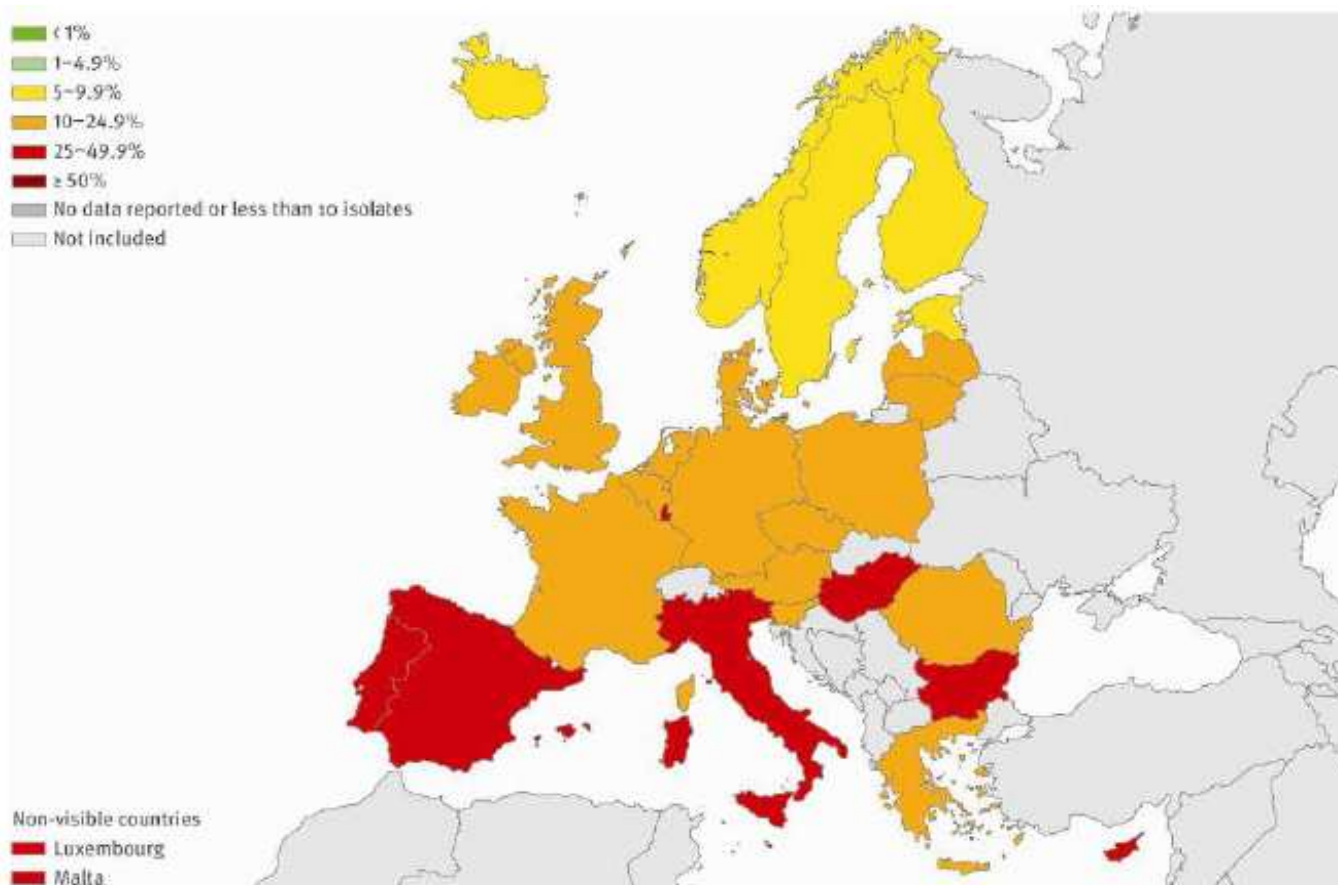 < 1%
1–4.9%
5–9.9%
10–24.9%
25–49.9%
≥ 50%
No data reported or less than 10 isolates
Not included
Non-visible countries
Luxembourg
Malta